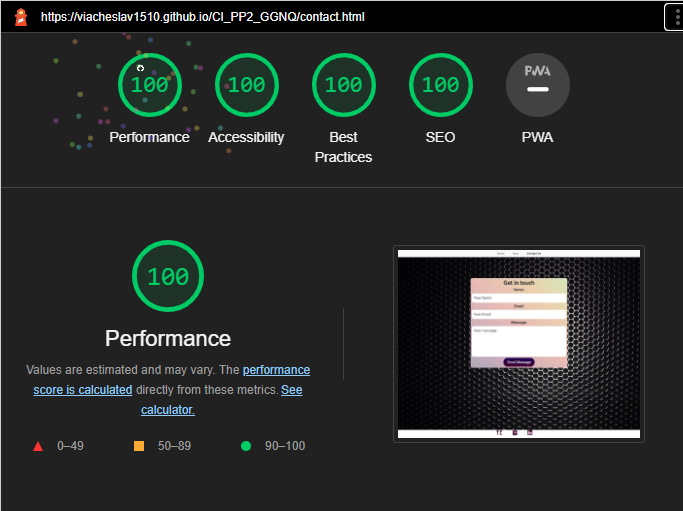 https://viacheslav1510.github.io/CI_PP2_GGNQ/contact.html
100 100 100 100 PWA
Performance Accessibility Best Practices SEO PWA
100
Performance
Values are estimated and may vary. The performance
score is calculated directly from these metrics. See
calculator.
0–49 50–89 90–100
Contact Us
Get in touch
Name:
Your Name
Email:
Your Email
Message:
Your message
Send Message